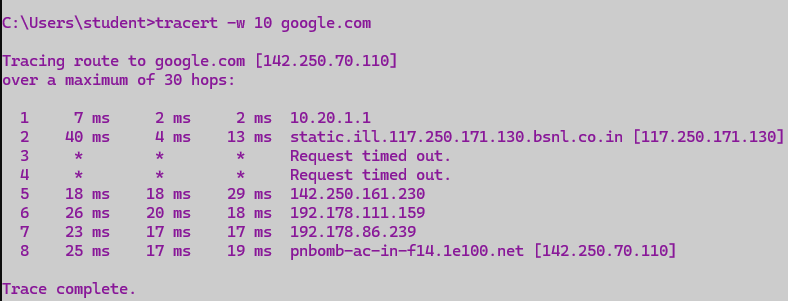 C:\Users\student>tracert -w 10 google.com
Tracing route to google.com [142.250.70.110]
over a maximum of 30 hops:
1 7 ms 2 ms 2 ms 10.20.1.1
2 40 ms 4 ms 13 ms static.ill.117.250.171.130.bsnl.co.in [117.250.171.130]
3 * * * Request timed out.
4 * * * Request timed out.
5 18 ms 18 ms 29 ms 142.250.161.230
6 26 ms 20 ms 18 ms 192.178.111.159
7 23 ms 17 ms 17 ms 192.178.86.239
8 25 ms 17 ms 19 ms pnbomb-ac-in-f14.1e100.net [142.250.70.110]
Trace complete.